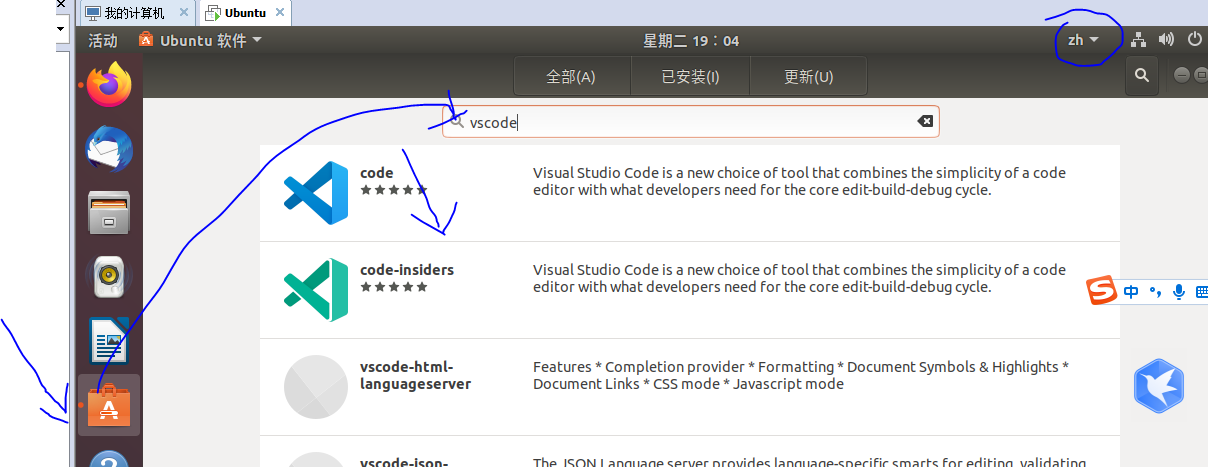 我的计算机 Ubuntu
活动 Ubuntu 软件 星期二 19：04 zh
全部(A) 已安装(I) 更新(U)
vscode
code
Visual Studio Code is a new choice of tool that combines the simplicity of a code
editor with what developers need for the core edit-build-debug cycle.
code-insiders
Visual Studio Code is a new choice of tool that combines the simplicity of a code
editor with what developers need for the core edit-build-debug cycle.
中
vscode-html-
languageserver
Features * Completion provider * Formatting * Document Symbols & Highlights *
Document Links * CSS mode * Javascript mode
vscode-json-
The JSON Language server provides language-specific smarts for editing, validating